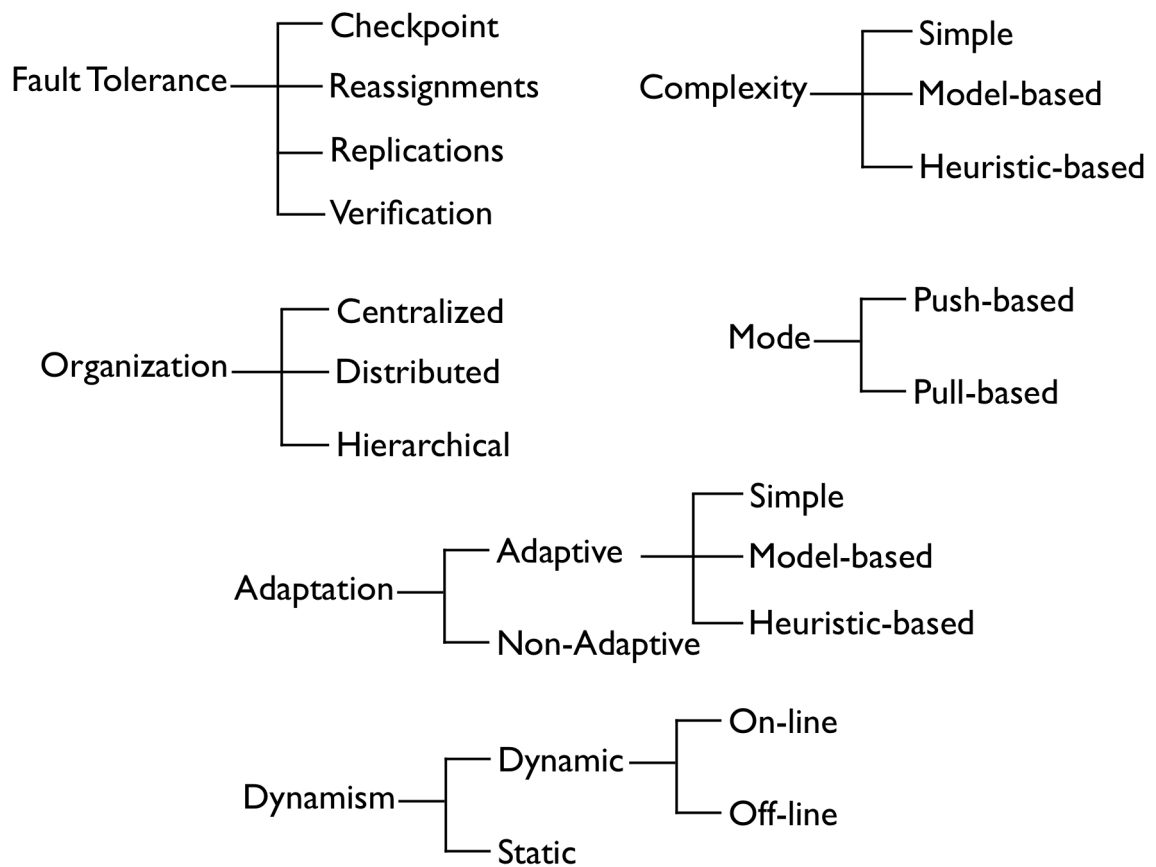 Fault Tolerance
Checkpoint
Reassignments
Replications
Verification
Complexity
Simple
Model-based
Heuristic-based
Organization
Centralized
Distributed
Hierarchical
Mode
Push-based
Pull-based
Adaptation
Adaptive
Simple
Model-based
Heuristic-based
Non-Adaptive
Dynamism
Dynamic
On-line
Off-line
Static